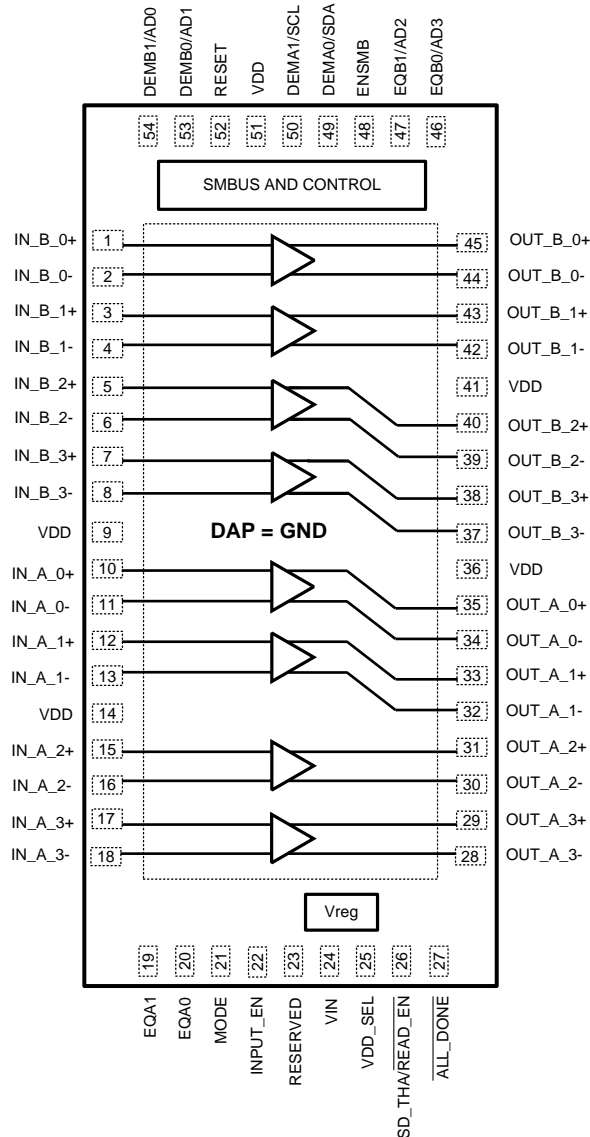 DEMB1/AD0
DEMB0/AD1
RESET
VDD
DEMA1/SCL
DEMA0/SDA
ENSMB
EQB1/AD2
EQB0/AD3
54
53
52
51
50
49
48
47
46
SMBUS AND CONTROL
IN_B_0+ 1 45 OUT_B_0+
IN_B_0- 2 44 OUT_B_0-
IN_B_1+ 3 43 OUT_B_1+
IN_B_1- 4 42 OUT_B_1-
IN_B_2+ 5 41 VDD
IN_B_2- 6 40 OUT_B_2+
IN_B_3+ 7 39 OUT_B_2-
IN_B_3- 8 38 OUT_B_3+
VDD 9 DAP = GND 37 OUT_B_3-
IN_A_0+ 10 36 VDD
IN_A_0- 11 35 OUT_A_0+
IN_A_1+ 12 34 OUT_A_0-
IN_A_1- 13 33 OUT_A_1+
VDD 14 32 OUT_A_1-
IN_A_2+ 15 31 OUT_A_2+
IN_A_2- 16 30 OUT_A_2-
IN_A_3+ 17 29 OUT_A_3+
IN_A_3- 18 28 OUT_A_3-
Vreg
19
20
21
22
23
24
25
26
27
EQA1
EQA0
MODE
INPUT_EN
RESERVED
VIN
VDD_SEL
SD_THA/READ_EN
ALL_DONE